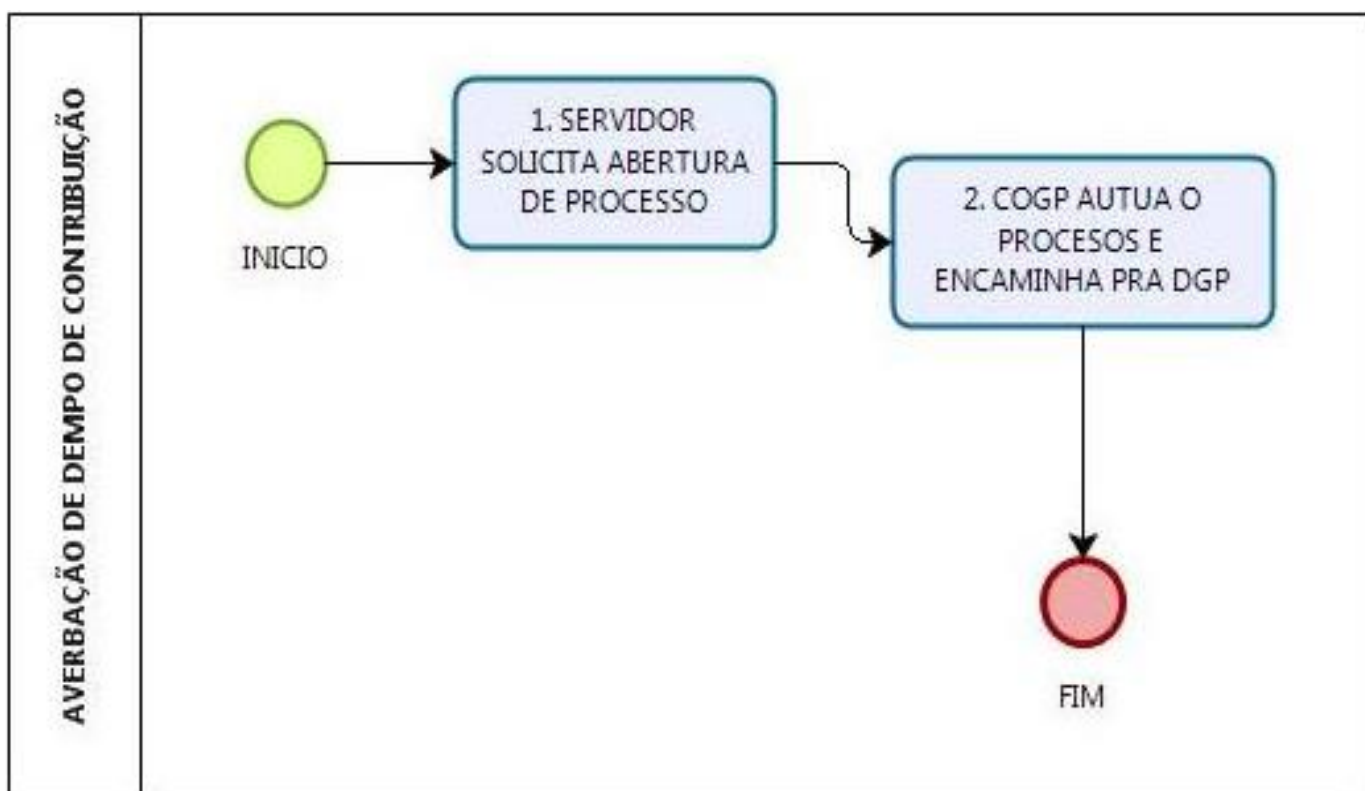 AVERBAÇÃO DE DEMPO DE CONTRIBUIÇÃO
INICIO
1. SERVIDOR
SOLICITA ABERTURA
DE PROCESSO
2. COGP AUTUA O
PROCESOS E
ENCAMINHA PRA DGP
FIM